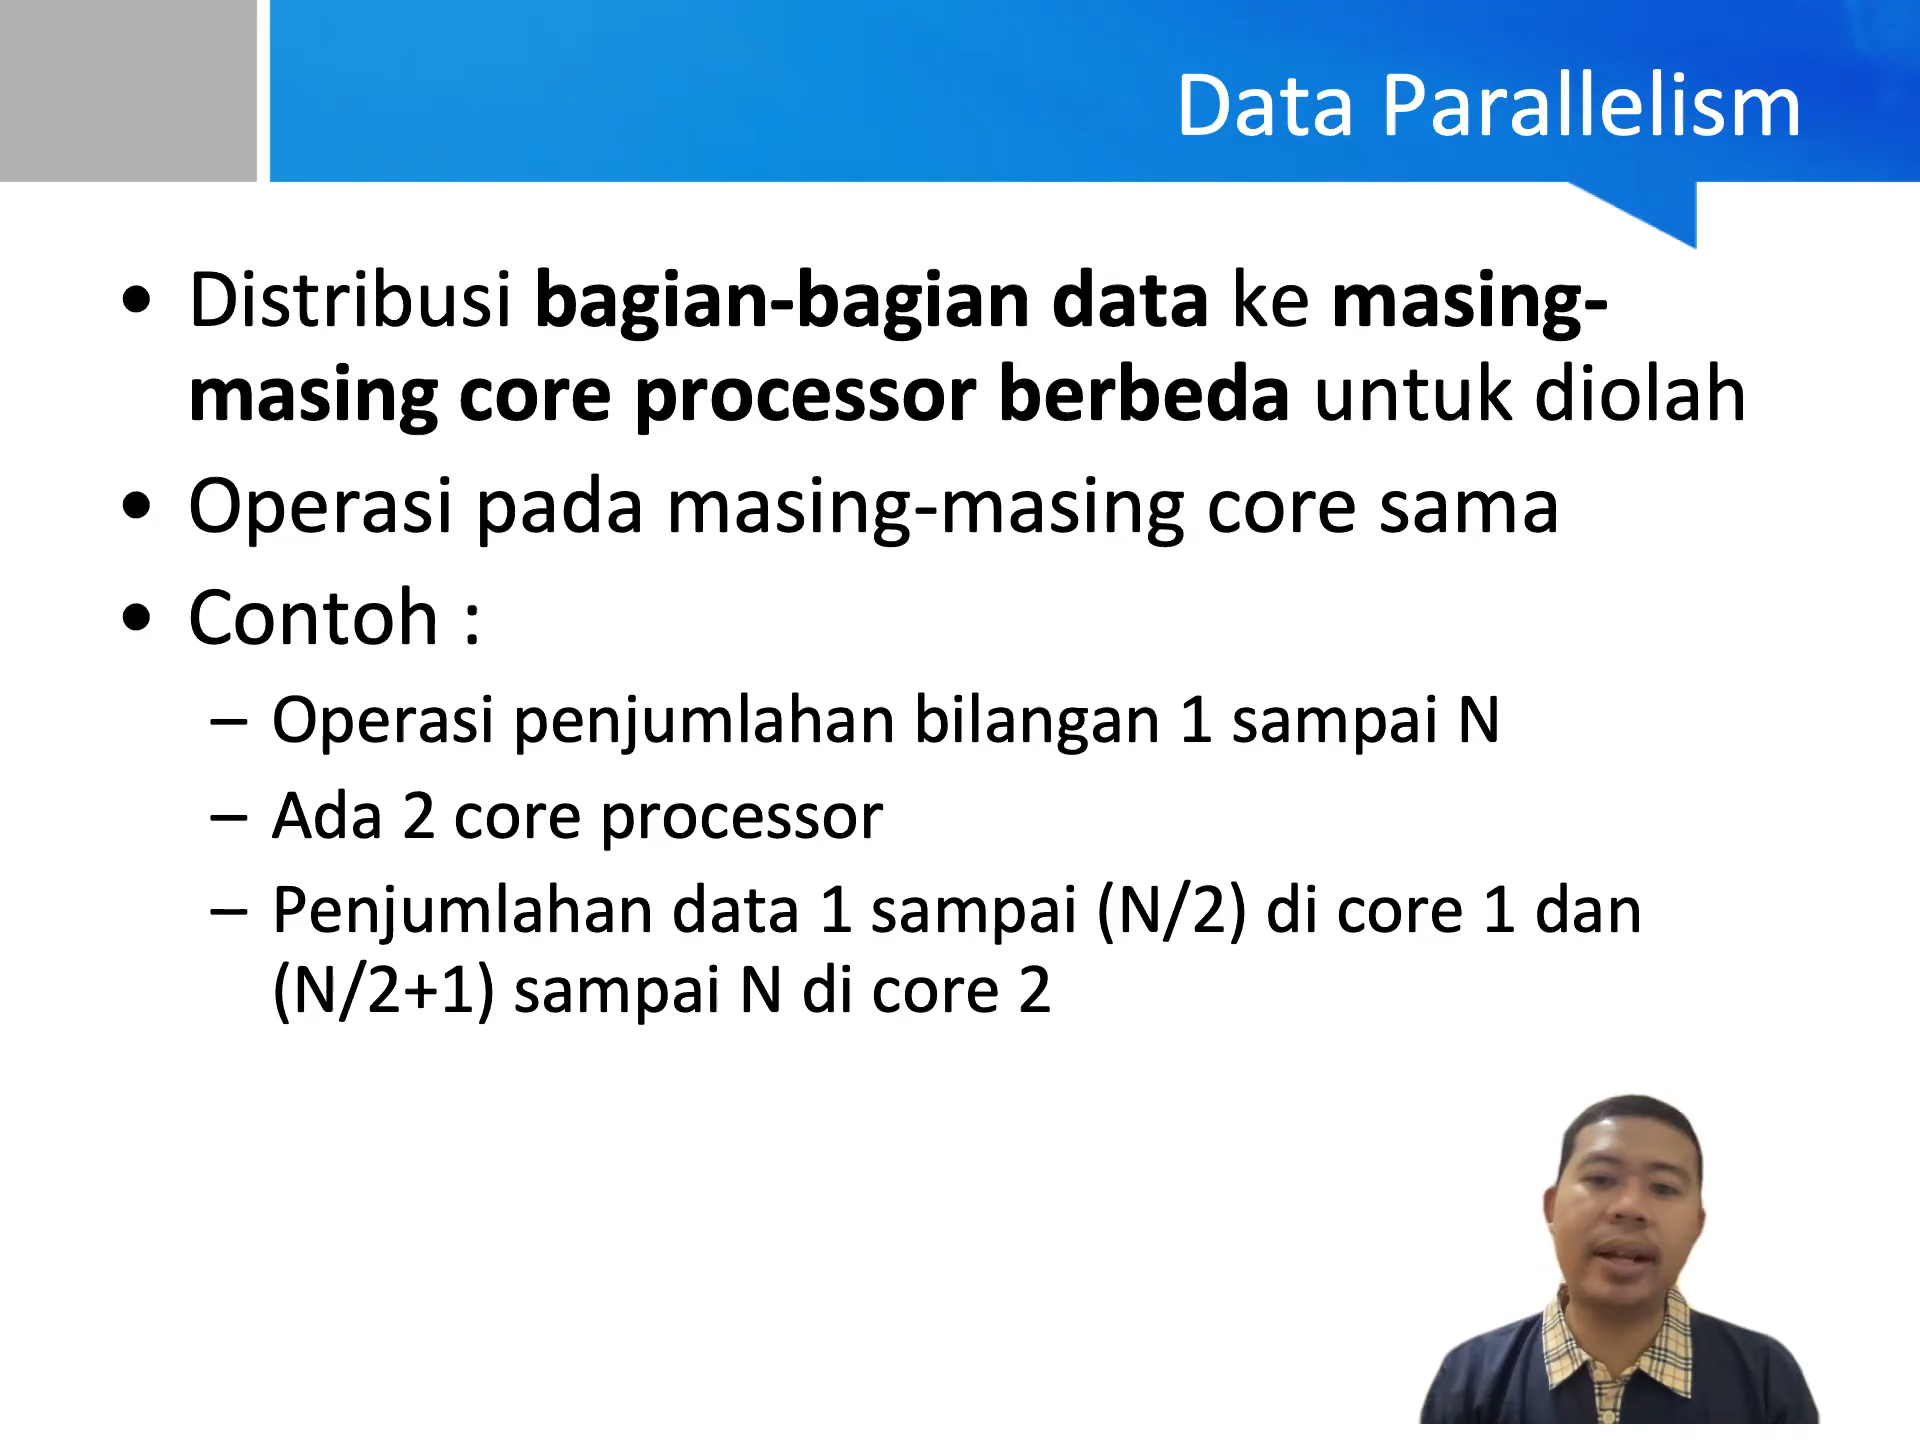 Data Parallelism
• Distribusi bagian-bagian data ke masing-
masing core processor berbeda untuk diolah
• Operasi pada masing-masing core sama
• Contoh :
– Operasi penjumlahan bilangan 1 sampai N
– Ada 2 core processor
– Penjumlahan data 1 sampai (N/2) di core 1 dan
(N/2+1) sampai N di core 2